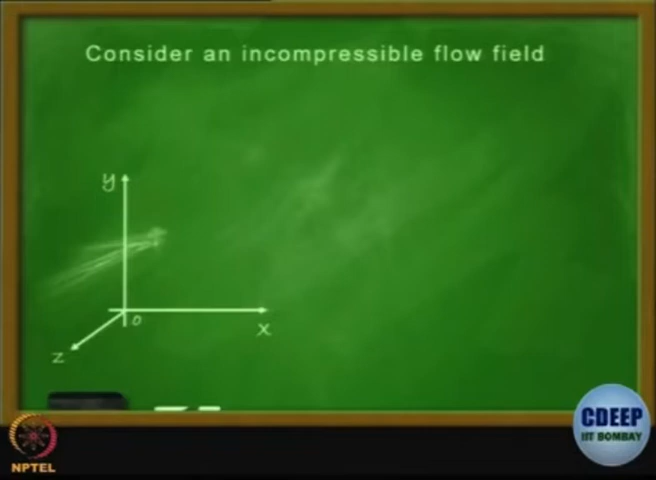 Consider an incompressible flow field
y
o
x
z
CDEEP
IIT BOMBAY
NPTEL